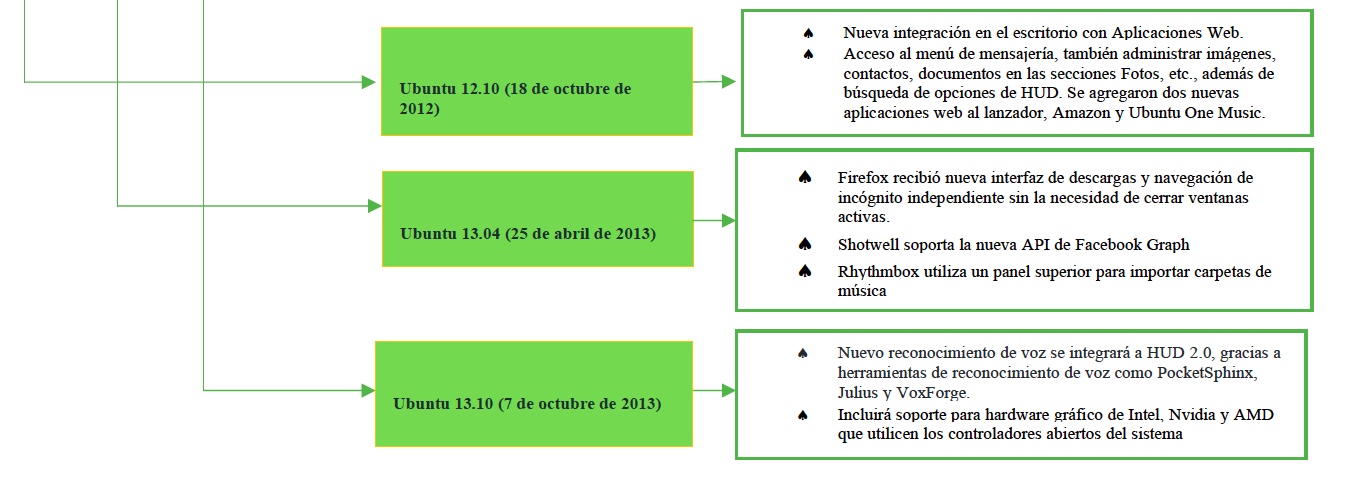 Ubuntu 12.10 (18 de octubre de
2012)
♠ Nueva integración en el escritorio con Aplicaciones Web.
♠ Acceso al menú de mensajería, también administrar imágenes,
contactos, documentos en las secciones Fotos, etc., además de
búsqueda de opciones de HUD. Se agregaron dos nuevas
aplicaciones web al lanzador, Amazon y Ubuntu One Music.
Ubuntu 13.04 (25 de abril de 2013)
♠ Firefox recibió nueva interfaz de descargas y navegación de
incógnito independiente sin la necesidad de cerrar ventanas
activas.
♠ Shotwell soporta la nueva API de Facebook Graph
♠ Rhythmbox utiliza un panel superior para importar carpetas de
música
Ubuntu 13.10 (7 de octubre de 2013)
♠ Nuevo reconocimiento de voz se integrará a HUD 2.0, gracias a
herramientas de reconocimiento de voz como PocketSphinx,
Julius y VoxForge.
♠ Incluirá soporte para hardware gráfico de Intel, Nvidia y AMD
que utilicen los controladores abiertos del sistema